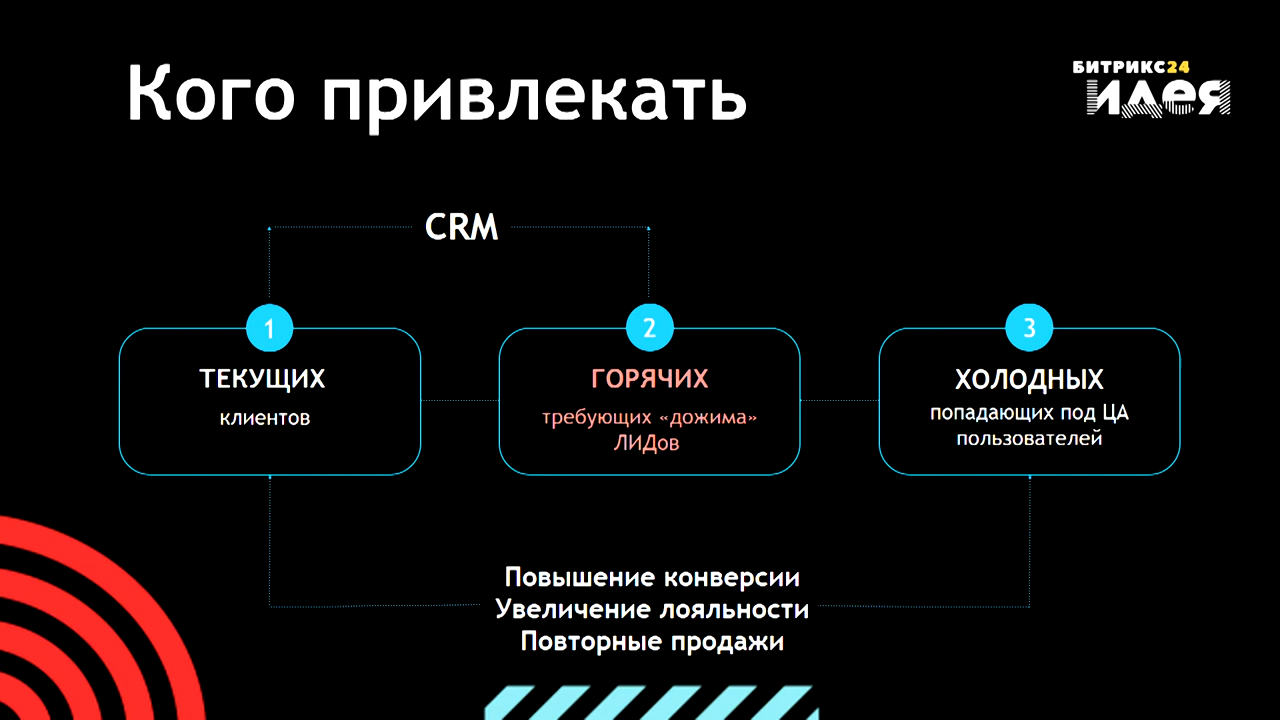 Кого привлекать
БИТРИКС24
идея
CRM
1
2
3
ТЕКУЩИХ
клиентов
ГОРЯЧИХ
требующих «дожима»
ЛИДов
ХОЛОДНЫХ
попадающих под ЦА
пользователей
Повышение конверсии
Увеличение лояльности
Повторные продажи